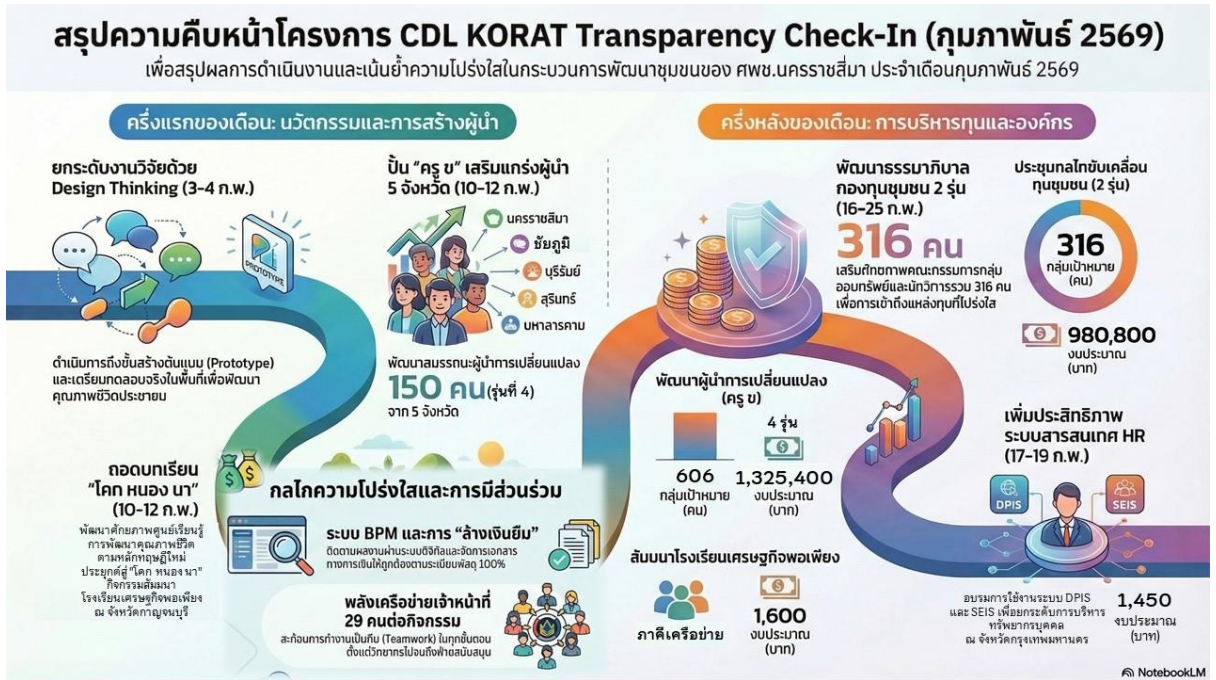 สรุปความคืบหน้าโครงการ CDL KORAT Transparency Check-In (กุมภาพันธ์ 2569)
เพื่อสรุปผลการดำเนินงานและเน้นย้ำความโปร่งใสในกระบวนการพัฒนาชุมชนของ ศพช.นครราชสีมา ประจำเดือนกุมภาพันธ์ 2569
ครึ่งแรกของเดือน: นวัตกรรมและการสร้างผู้นำ
ยกระดับงานวิจัยด้วย
Design Thinking (3-4 ก.พ.)
PROTOTYPE
ดำเนินการถึงขั้นสร้างต้นแบบ (Prototype)
และเตรียมทดสอบจริงในพื้นที่เพื่อพัฒนา
คุณภาพชีวิตประชายม
ปั้น "ครู ข" เสริมแกร่งผู้นำ
5 จังหวัด (10-12 ก.พ.)
นครราชสิมา
ชัยภูมิ
บุรีรัมย์
สุรินทร์
มหาสารคาม
พัฒนาสมรรถนะผู้นำการเปลี่ยนแปลง
150 คน(รุ่นที่ 4)
จาก 5 จังหวัด
ถอดบทเรียน
"โคก หนอง นา"
(10-12 ก.พ.)
พัฒนาศักยภาพศูนย์เรียนรู้
การพัฒนาคุณภาพชีวิต
ตามหลักทฤษฎีใหม่
ประยุกต์สู่ "โคก หนอง นา"
กิจกรรมสัมมนา
โรงเรียนเศรษฐกิจพอเพียง
ณ จังหวัดกาญจนบุรี
กลไกความโปร่งใสและการมีส่วนร่วม
ระบบ BPM และการ "ล้างเงินยืม"
ติดตามผลงานผ่านระบบดิจิทัลและจัดการเอกสาร
ทางการเงินให้ถูกต้องตามระเบียบพัสดุ 100%
พลังเครือข่ายเจ้าหน้าที่
29 คนต่อกิจกรรม
สะท้อนการทำงานเป็นทีม (Teamwork) ในทุกขั้นตอน
ตั้งแต่วิทยากรไปจนถึงฝ่ายสนับสนุน
ครึ่งหลังของเดือน: การบริหารทุนและองค์กร
พัฒนาธรรมาภิบาล
กองทุนชุมชน 2 รุ่น
(16-25 ก.พ.)
316 คน
เสริมศักยภาพคณะกรรมการกลุ่ม
ออมทรัพย์และนักวิทการรวม 316 คน
เพื่อการเข้าถึงแหล่งทุนที่โปร่งใส
ประชุมกลไกขับเคลื่อน
ทุนชุมชน (2 รุ่น)
316
กลุ่มเป้าหมาย
(คน)
980,800
งบประมาณ
(บาท)
พัฒนาผู้นำการเปลี่ยนแปลง
(ครู ข)
606
กลุ่มเป้าหมาย
(คน)
4 รุ่น
1,325,400
งบประมาณ
(บาท)
สัมมนาโรงเรียนเศรษฐกิจพอเพียง
ภาคีเครือข่าย
1,600
งบประมาณ
(บาท)
เพิ่มประสิทธิภาพ
ระบบสารสนเทศ HR
(17-19 ก.พ.)
DPIS
SEIS
อบรมการใช้งานระบบ DPIS
และ SEIS เพื่อยกระดับการบริหาร
ทรัพยากรบุคคล
ณ จังหวัดกรุงเทพมหานคร
1,450
งบประมาณ
(บาท)
NotebookLM